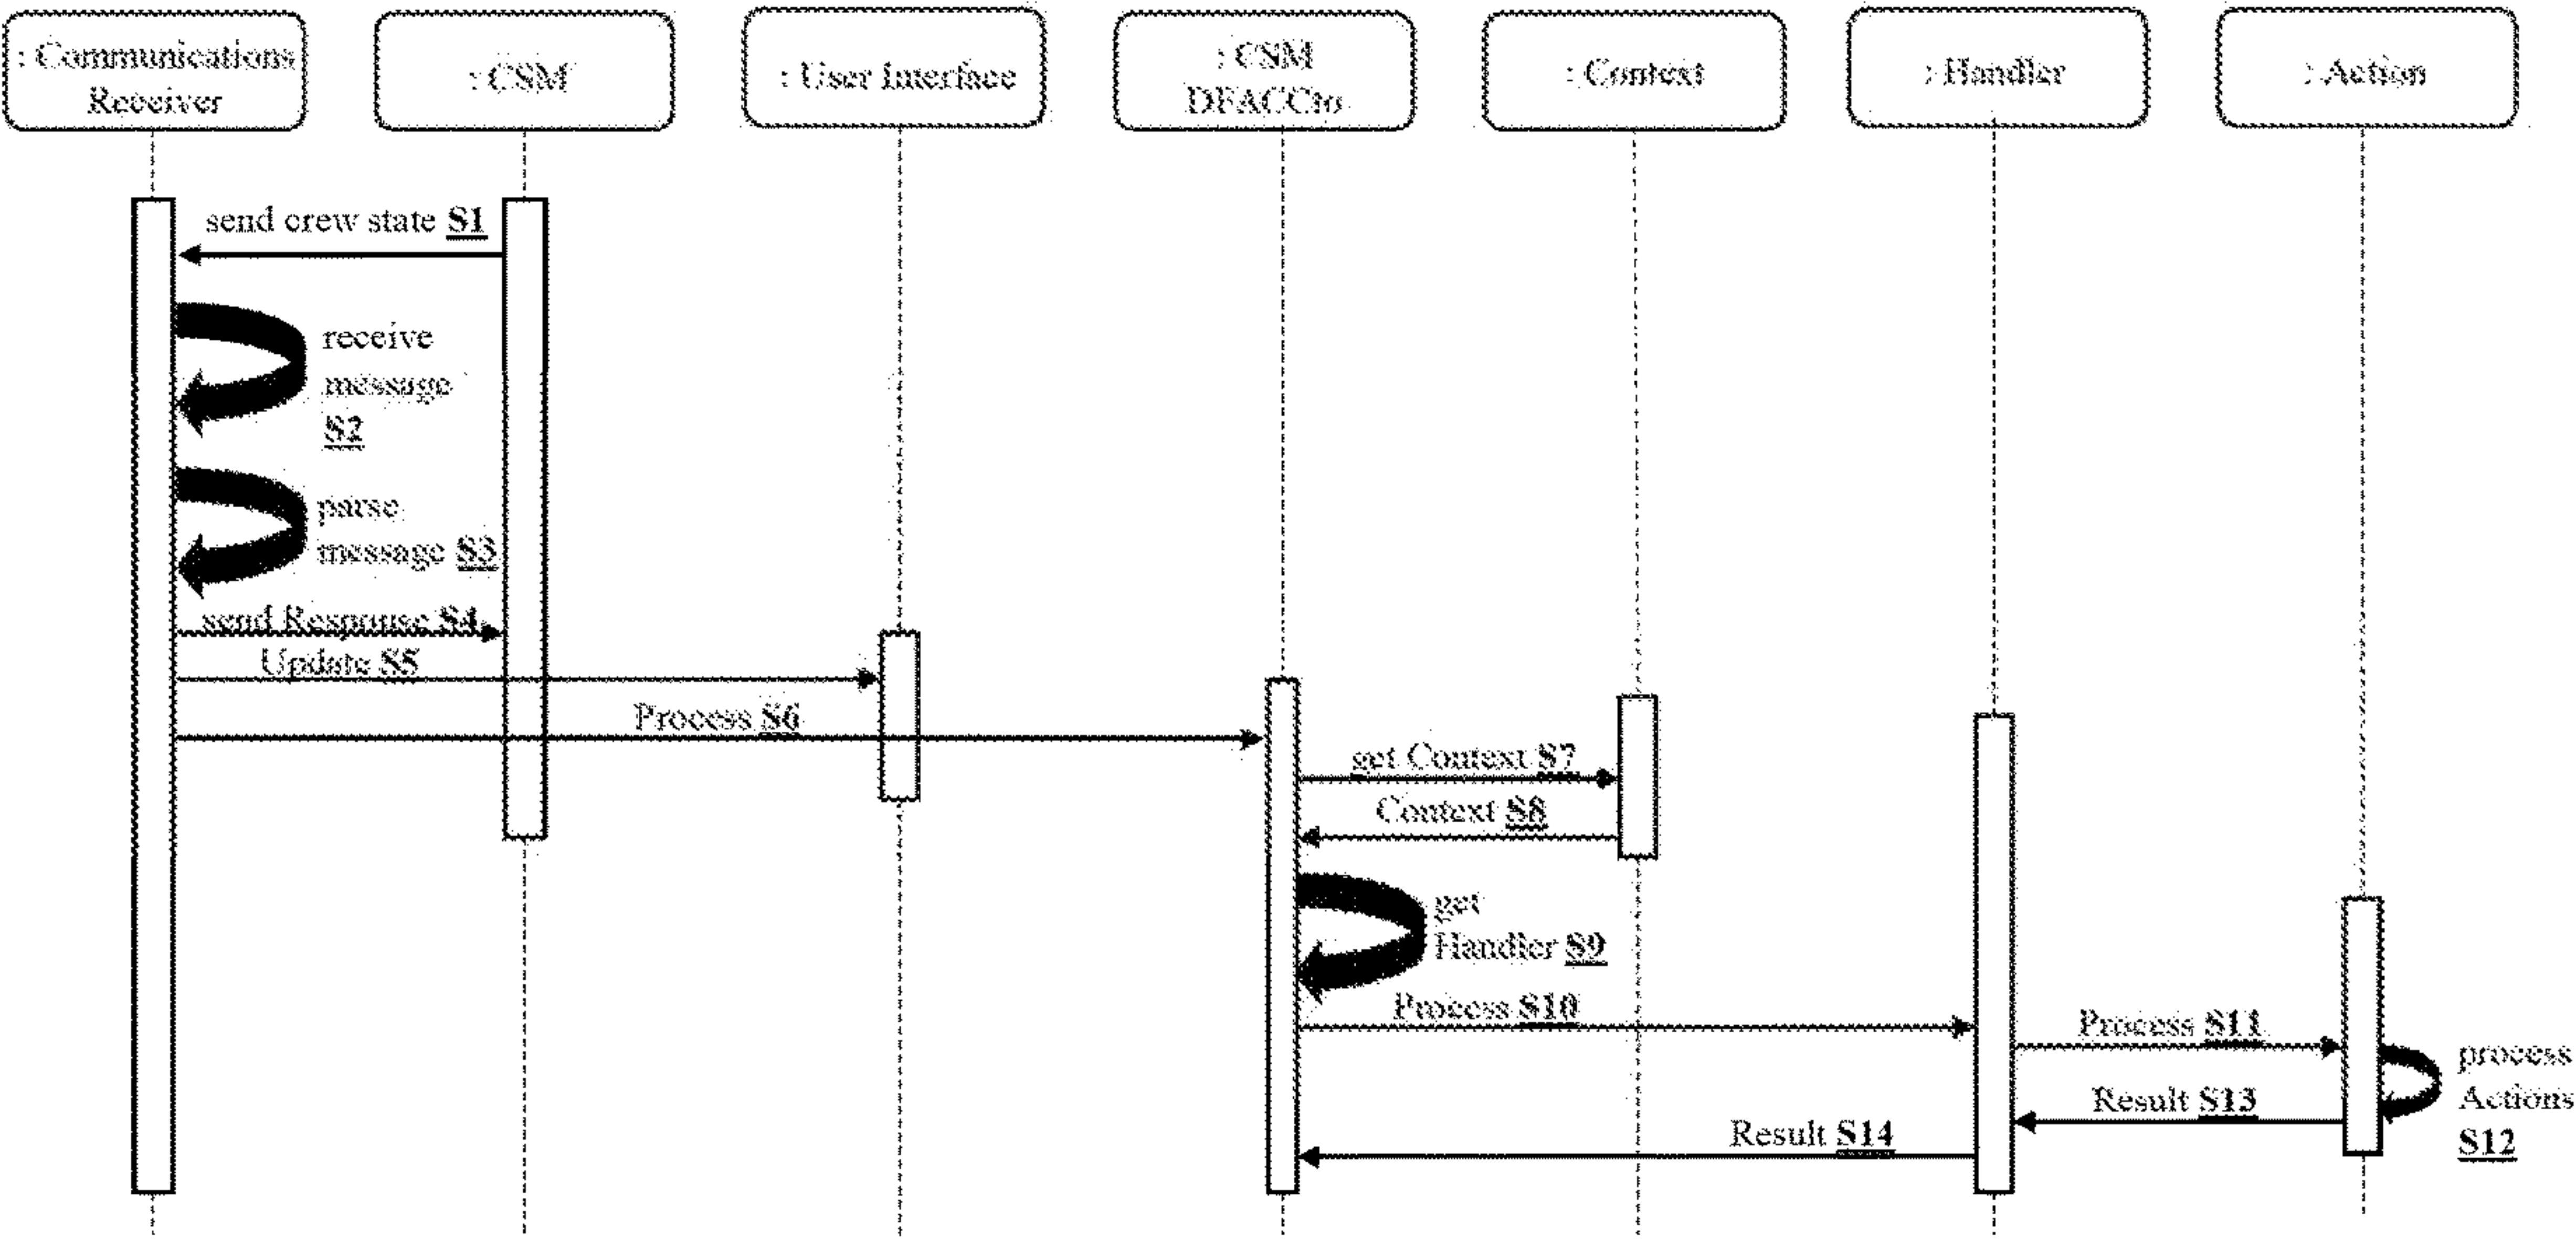 : Communications
Receiver
: CSM
: User Interface
: CSM
DFACCto
: Context
: Handler
: Action
send crew state S1
receive
message
S2
parse
message S3
send Response S4
Update S5
Process S6
get Context S7
Context S8
get
Handler S9
Process S10
Process S11
process
Actions
S12
Result S13
Result S14